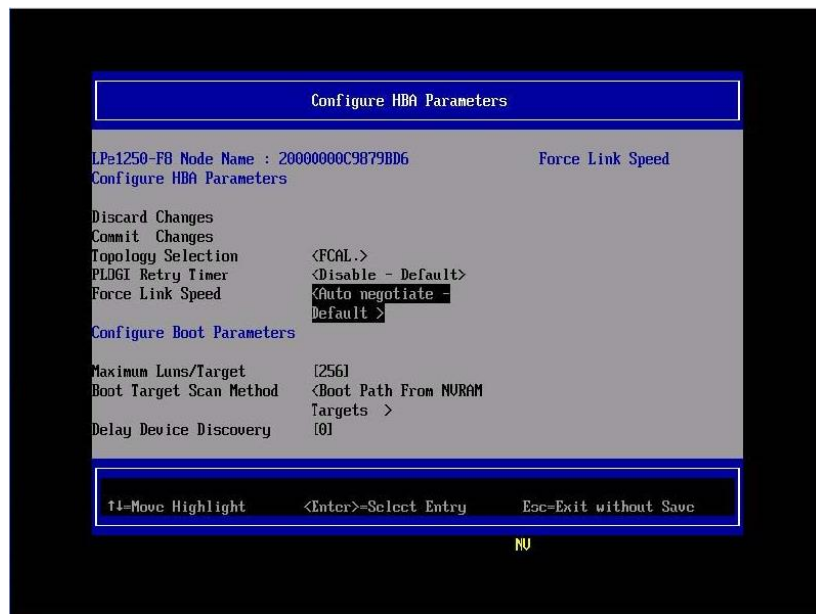 Configure HBA Parameters
LPe1250-F8 Node Name : 20000000C9879BD6 Force Link Speed
Configure HBA Parameters
Discard Changes
Commit Changes
Topology Selection <FCAL.>
PLOGI Retry Timer <Disable - Default>
Force Link Speed <Auto negotiate -
Default >
Configure Boot Parameters
Maximum Luns/Target [256]
Boot Target Scan Method <Boot Path From NVRAM
Targets >
Delay Device Discovery [0]
↑↓=Move Highlight <Enter>=Select Entry Esc=Exit without Save
NV